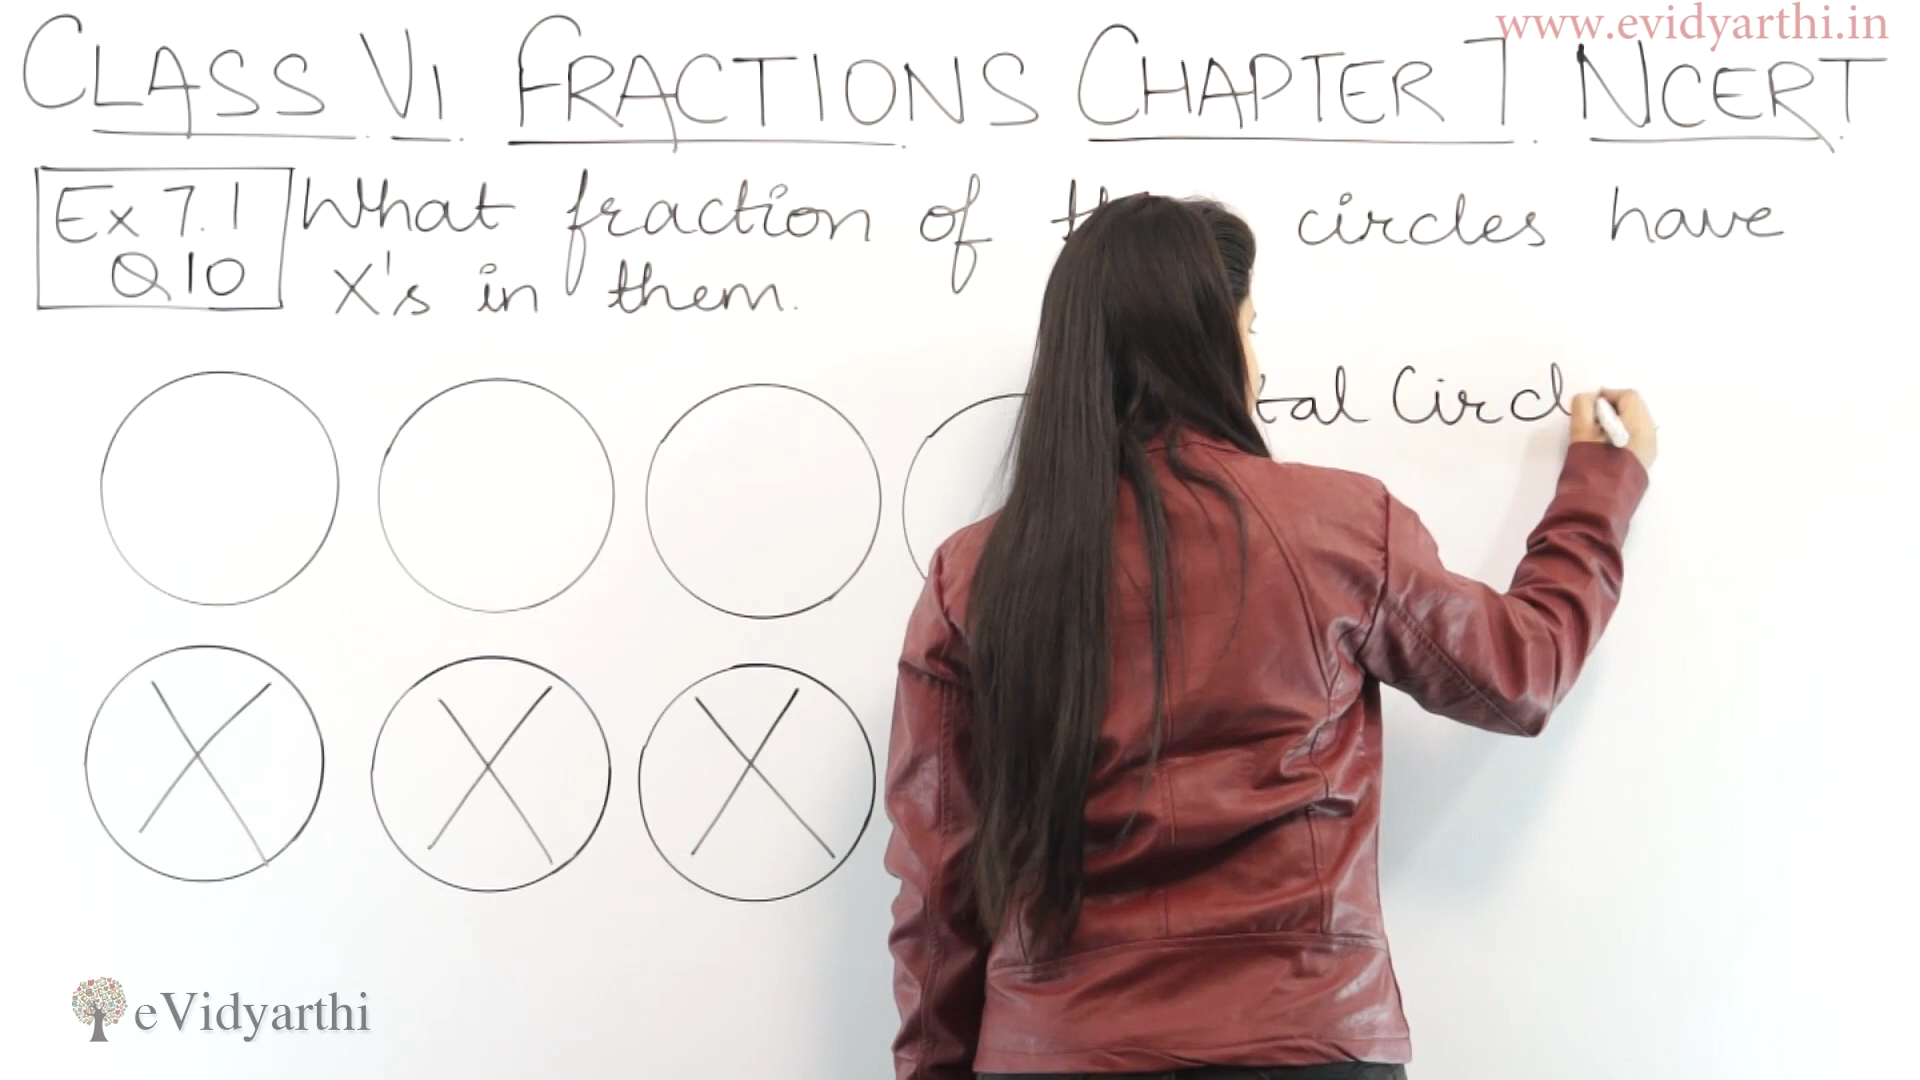 www.evidyarthi.in
CLASS VI FRACTIONS CHAPTER 7 NCERT
Ex 7.1
Q10
What fraction of circles have
X's in them.
Circl
eVidyarthi